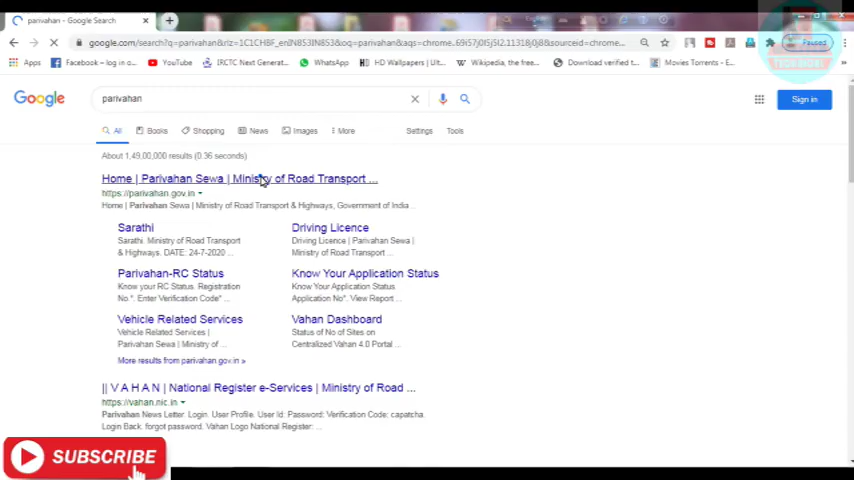 parivahan - Google Search
google.com/search?q=parivahan&rlz=1C1CHBF_enIN853IN853&oq=parivahan&aqs=chrome..69i57j0l5j5l2.11318j0j8&sourceid=chrome...
Paused
Apps Facebook – log in o... YouTube IRCTC Next Generat... WhatsApp HD Wallpapers | Ult... Wikipedia, the free... Download verified t... Movies Torrents - E...
Google parivahan Sign in
All Books Shopping News Images More Settings Tools
About 1,49,00,000 results (0.36 seconds)
Home | Parivahan Sewa | Ministry of Road Transport ...
https://parivahan.gov.in
Home | Parivahan Sewa | Ministry of Road Transport & Highways, Government of India...
Sarathi
Sarathi. Ministry of Road Transport
& Highways. DATE: 24-7-2020 ...
Driving Licence
Driving Licence | Parivahan Sewa |
Ministry of Road Transport...
Parivahan-RC Status
Know your RC Status. Registration
No.*. Enter Verification Code* ...
Know Your Application Status
Know Your Application Status.
Application No*. View Report ...
Vehicle Related Services
Vehicle Related Services |
Parivahan Sewa | Ministry of ...
Vahan Dashboard
Status of No of Sites on
Centralized Vahan 4.0 Portal ...
More results from parivahan.gov.in »
|| V A H A N | National Register e-Services | Ministry of Road ...
https://vahan.nic.in
Parivahan News Letter. Login. User Profile. User Id: Password: Verification Code: capatcha.
Login Back. forgot password. Vahan Logo National Register: ...
SUBSCRIBE